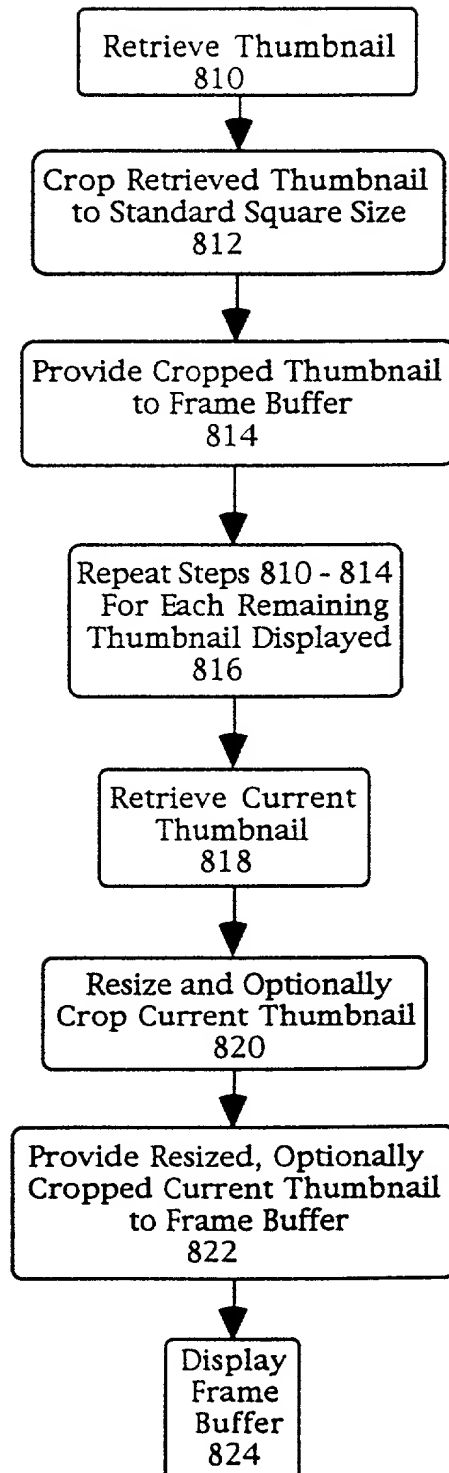 Retrieve Thumbnail
810
Crop Retrieved Thumbnail
to Standard Square Size
812
Provide Cropped Thumbnail
to Frame Buffer
814
Repeat Steps 810 - 814
For Each Remaining
Thumbnail Displayed
816
Retrieve Current
Thumbnail
818
Resize and Optionally
Crop Current Thumbnail
820
Provide Resized, Optionally
Cropped Current Thumbnail
to Frame Buffer
822
Display
Frame
Buffer
824